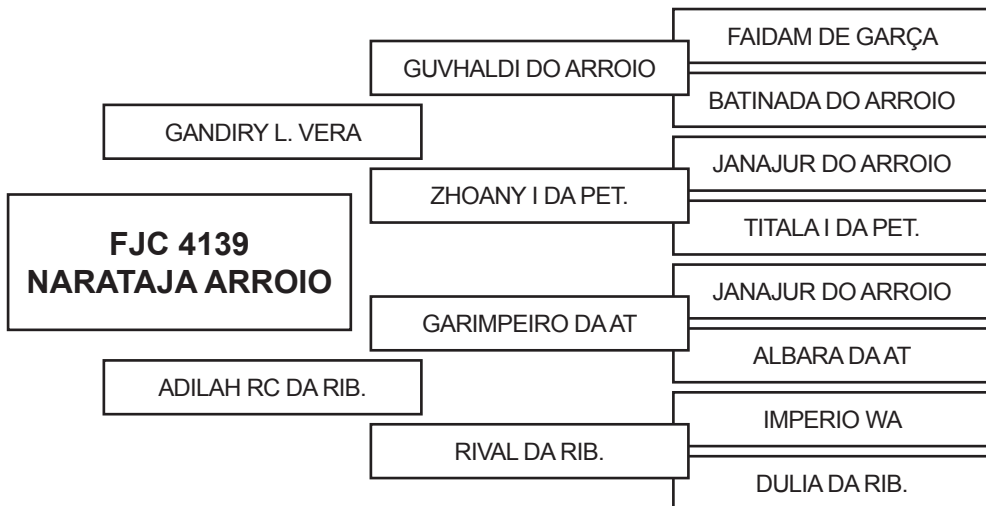 FAIDAM DE GARÇA
GUVHALDI DO ARROIO
BATINADA DO ARROIO
GANDIRY L. VERA
JANAJUR DO ARROIO
ZHOANY I DA PET.
TITALA I DA PET.
FJC 4139
NARATAJA ARROIO
JANAJUR DO ARROIO
GARIMPEIRO DA AT
ALBARA DA AT
ADILAH RC DA RIB.
IMPERIO WA
RIVAL DA RIB.
DULIA DA RIB.